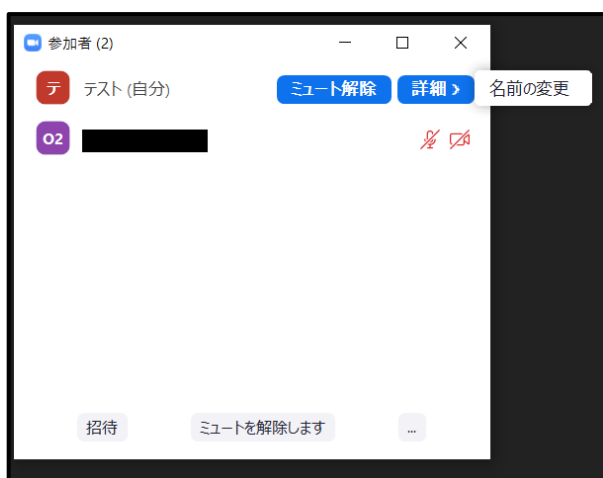 参加者 (2)
テ テスト (自分) ミュート解除 詳細 › 名前の変更
O2
招待 ミュートを解除します ...